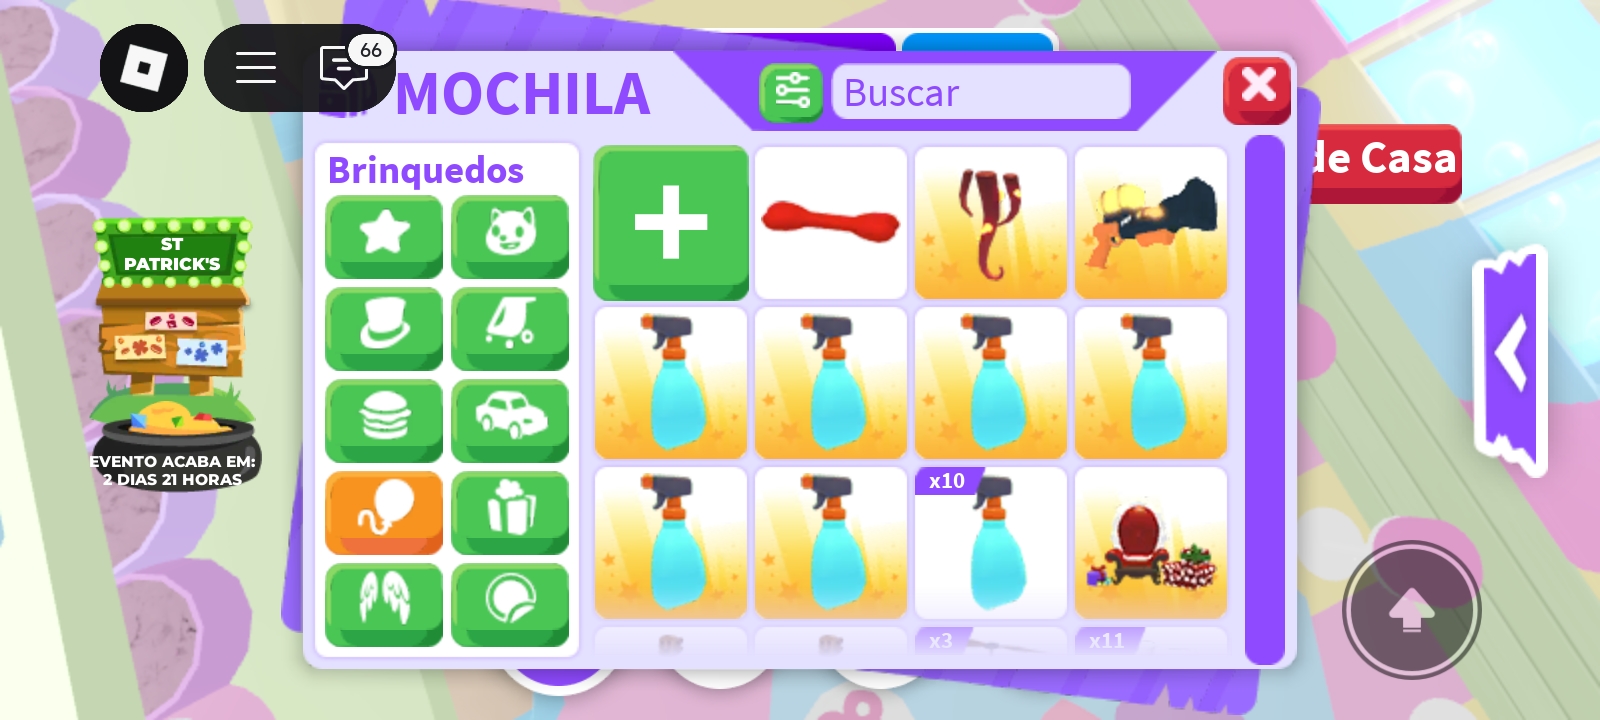 66
MOCHILA
Buscar
de Casa
Brinquedos
ST
PATRICK'S
EVENTO ACABA EM:
2 DIAS 21 HORAS
x10
x3
x11